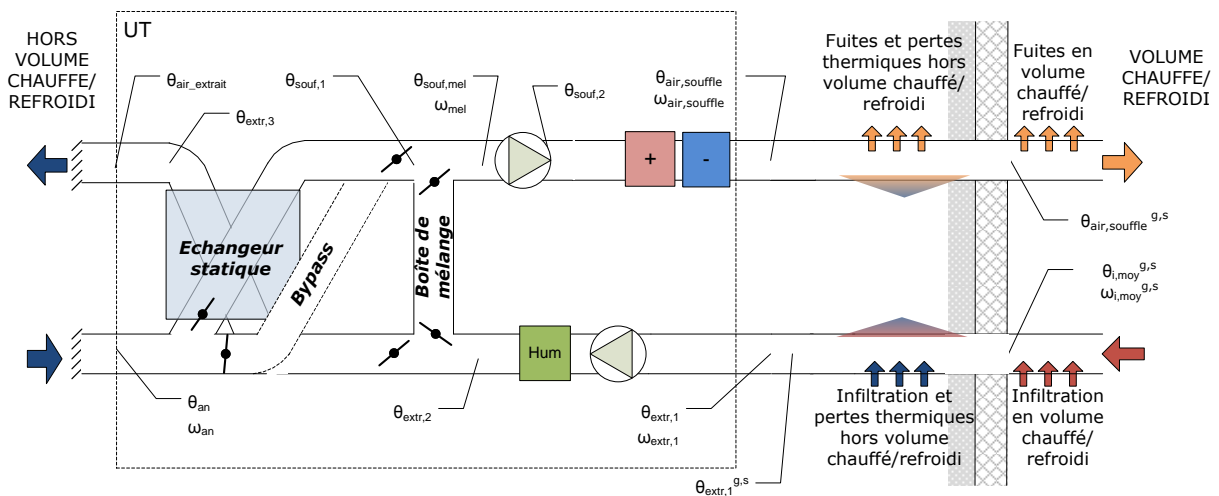 UT
HORS
VOLUME
CHAUFFE/
REFROIDI
θair_extrait
θextr,3
θsouf,1
θsouf,mel
ωmel
θsouf,2
θair,souffle
ωair,souffle
Fuites et pertes
thermiques hors
volume chauffé/
refroidi
Fuites en
volume
chauffé/
refroidi
VOLUME
CHAUFFE/
REFROIDI
+
-
Echangeur
statique
Bypass
Boîte de
mélange
θair,souffle g,s
θi,moy g,s
ωi,moy g,s
Hum
θan
ωan
θextr,2
θextr,1
ωextr,1
θextr,1 g,s
Infiltration et
pertes thermiques
hors volume
chauffé/refroidi
Infiltration
en volume
chauffé/
refroidi